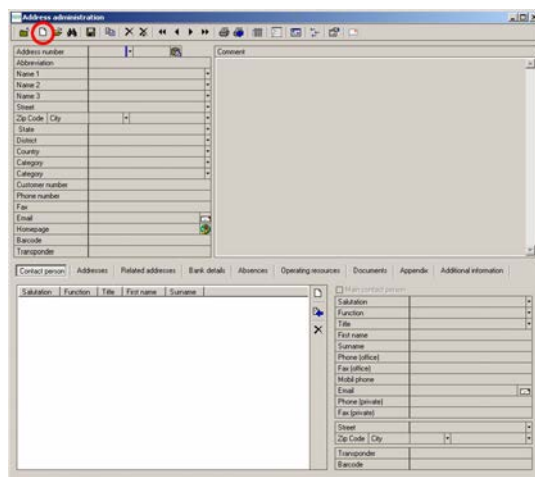 Address administration
Address number
Comment
Abbreviation
Name 1
Name 2
Name 3
Street
Zip Code City
State
District
Country
Category
Category
Customer number
Phone number
Fax
Email
Homepage
Barcode
Transponder
Contact person Addresses Related addresses Bank details Absences Operating resources Documents Appendix Additional information
Salutation Function Title First name Surname
Main contact person
Salutation
Function
Title
First name
Surname
Phone (office)
Fax (office)
Mobil phone
Email
Phone (private)
Fax (private)
Street
Zip Code City
Transponder
Barcode